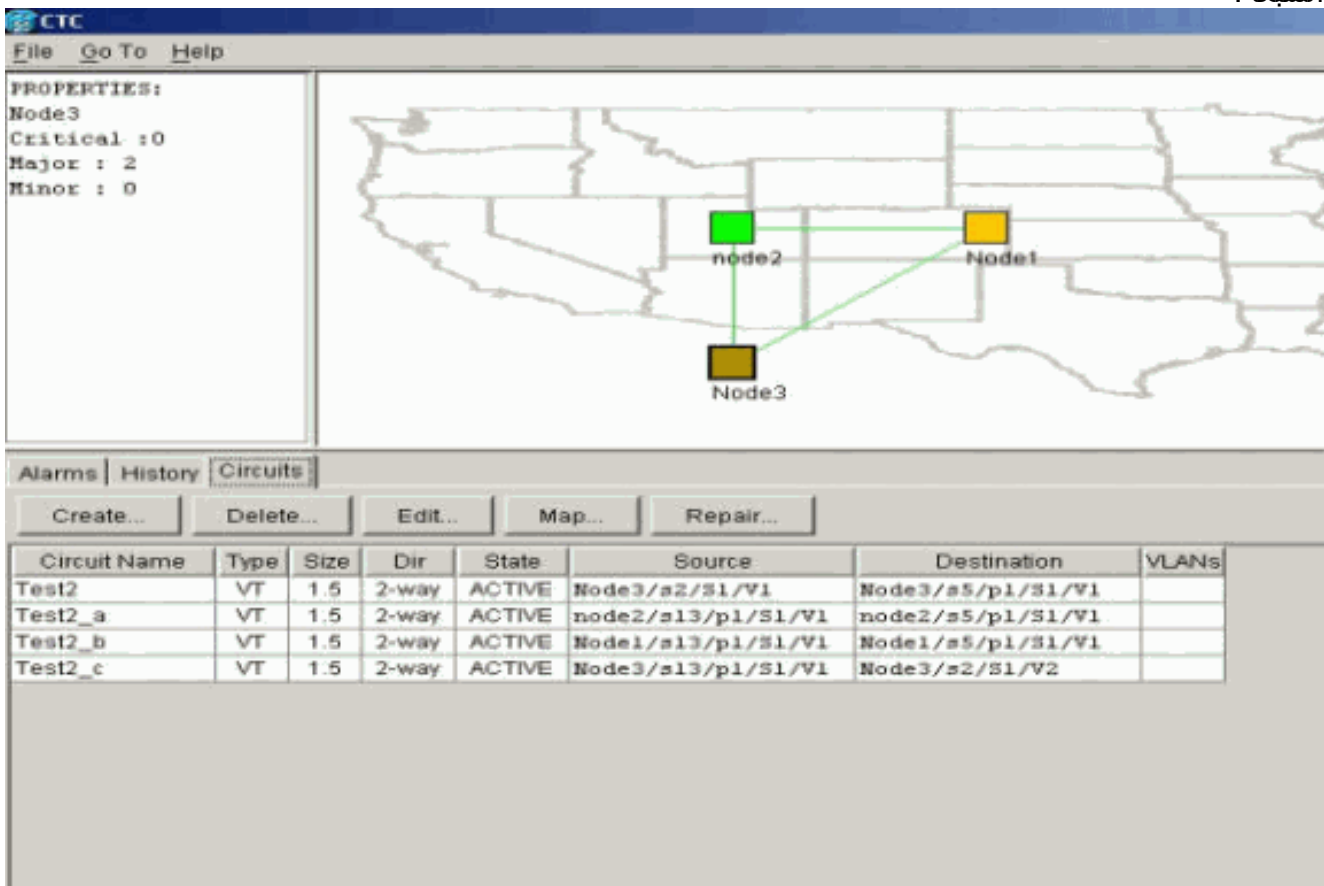 CTC
File Go To Help
PROPERTIES:
Node3
Critical :0
Major : 2
Minor : 0
node2
Node1
Node3
Alarms History Circuits
Create... Delete... Edit... Map... Repair...
Circuit Name Type Size Dir State Source Destination VLANs
Test2 VT 1.5 2-way ACTIVE Node3/s2/S1/V1 Node3/s5/p1/S1/V1
Test2_a VT 1.5 2-way ACTIVE node2/s13/p1/S1/V1 node2/s5/p1/S1/V1
Test2_b VT 1.5 2-way ACTIVE Node1/s13/p1/S1/V1 Node1/s5/p1/S1/V1
Test2_c VT 1.5 2-way ACTIVE Node3/s13/p1/S1/V1 Node3/s2/S1/V2